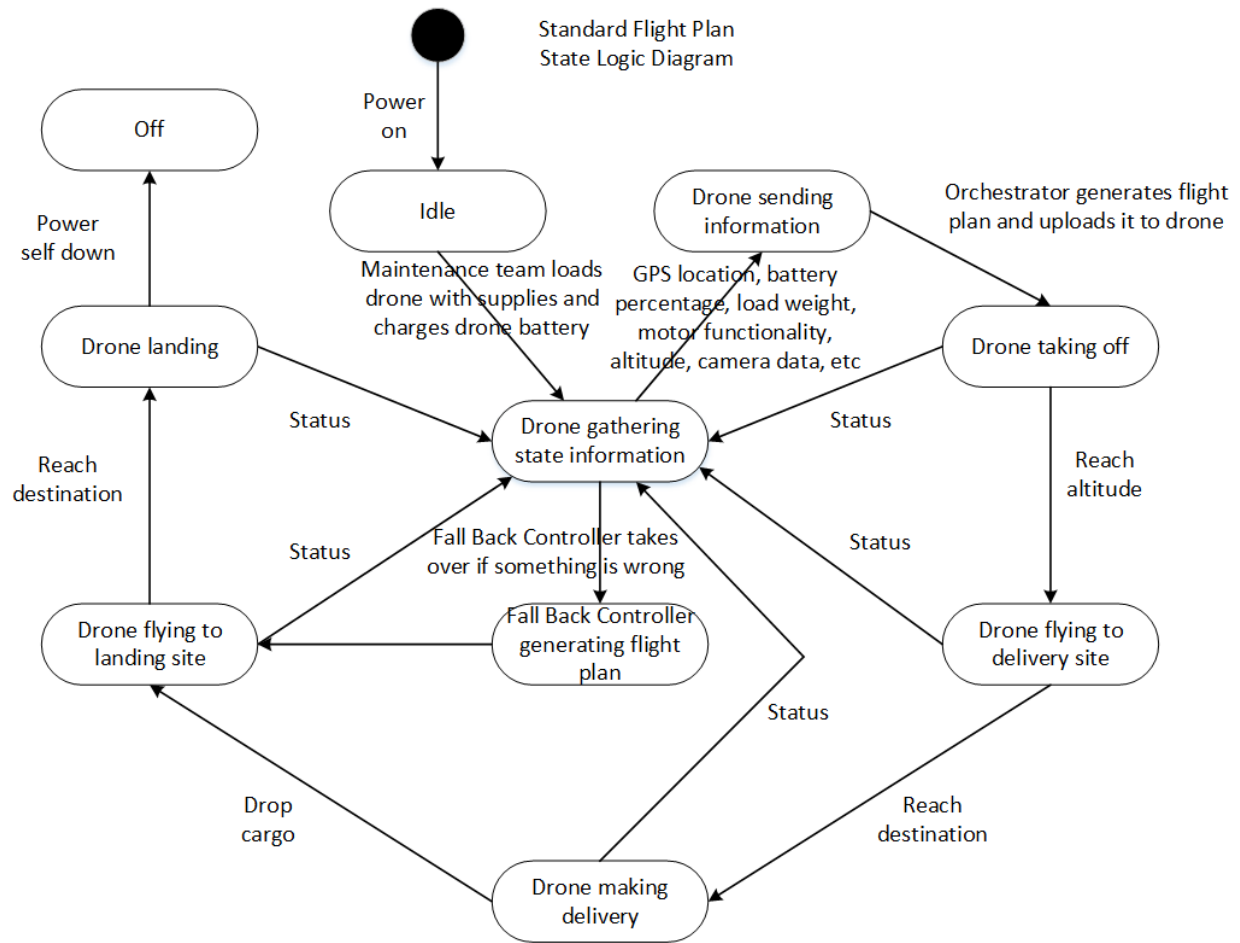 Standard Flight Plan
State Logic Diagram
Power
on
Off
Idle
Drone sending
information
Orchestrator generates flight
plan and uploads it to drone
Power
self down
Maintenance team loads
drone with supplies and
charges drone battery
GPS location, battery
percentage, load weight,
motor functionality,
altitude, camera data, etc
Drone landing
Drone taking off
Status
Drone gathering
state information
Status
Reach
destination
Reach
altitude
Status
Fall Back Controller takes
over if something is wrong
Status
Drone flying to
landing site
Fall Back Controller
generating flight
plan
Drone flying to
delivery site
Status
Drop
cargo
Reach
destination
Drone making
delivery